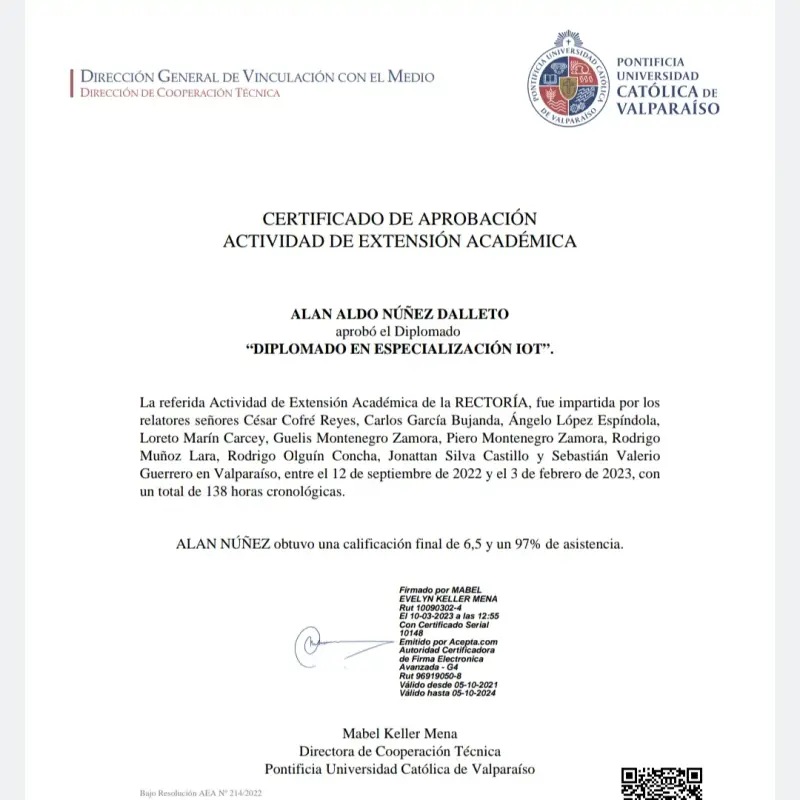 DIRECCIÓN GENERAL DE VINCULACIÓN CON EL MEDIO
DIRECCIÓN DE COOPERACIÓN TÉCNICA
PONTIFICIA UNIVERSIDAD CATÓLICA
DE VALPARAÍSO
PONTIFICIA
UNIVERSIDAD
CATÓLICA DE
VALPARAÍSO
CERTIFICADO DE APROBACIÓN
ACTIVIDAD DE EXTENSIÓN ACADÉMICA
ALAN ALDO NÚÑEZ DALLETO
aprobó el Diplomado
“DIPLOMADO EN ESPECIALIZACIÓN IOT”.
La referida Actividad de Extensión Académica de la RECTORÍA, fue impartida por los
relatores señores César Cofré Reyes, Carlos García Bujanda, Ángelo López Espíndola,
Loreto Marín Carcey, Guelis Montenegro Zamora, Piero Montenegro Zamora, Rodrigo
Muñoz Lara, Rodrigo Olguín Concha, Jonattan Silva Castillo y Sebastián Valerio
Guerrero en Valparaíso, entre el 12 de septiembre de 2022 y el 3 de febrero de 2023, con
un total de 138 horas cronológicas.
ALAN NÚÑEZ obtuvo una calificación final de 6,5 y un 97% de asistencia.
Firmado por MABEL
EVELYN KELLER MENA
Rut 10090302-4
El 10-03-2023 a las 12:55
Con Certificado Serial
10148
Emitido por Acepta.com
Autoridad Certificadora
de Firma Electronica
Avanzada - G4
Rut 96919050-8
Válido desde 05-10-2021
Válido hasta 05-10-2024
Mabel Keller Mena
Directora de Cooperación Técnica
Pontificia Universidad Católica de Valparaíso
Bajo Resolución AEA N° 214/2022